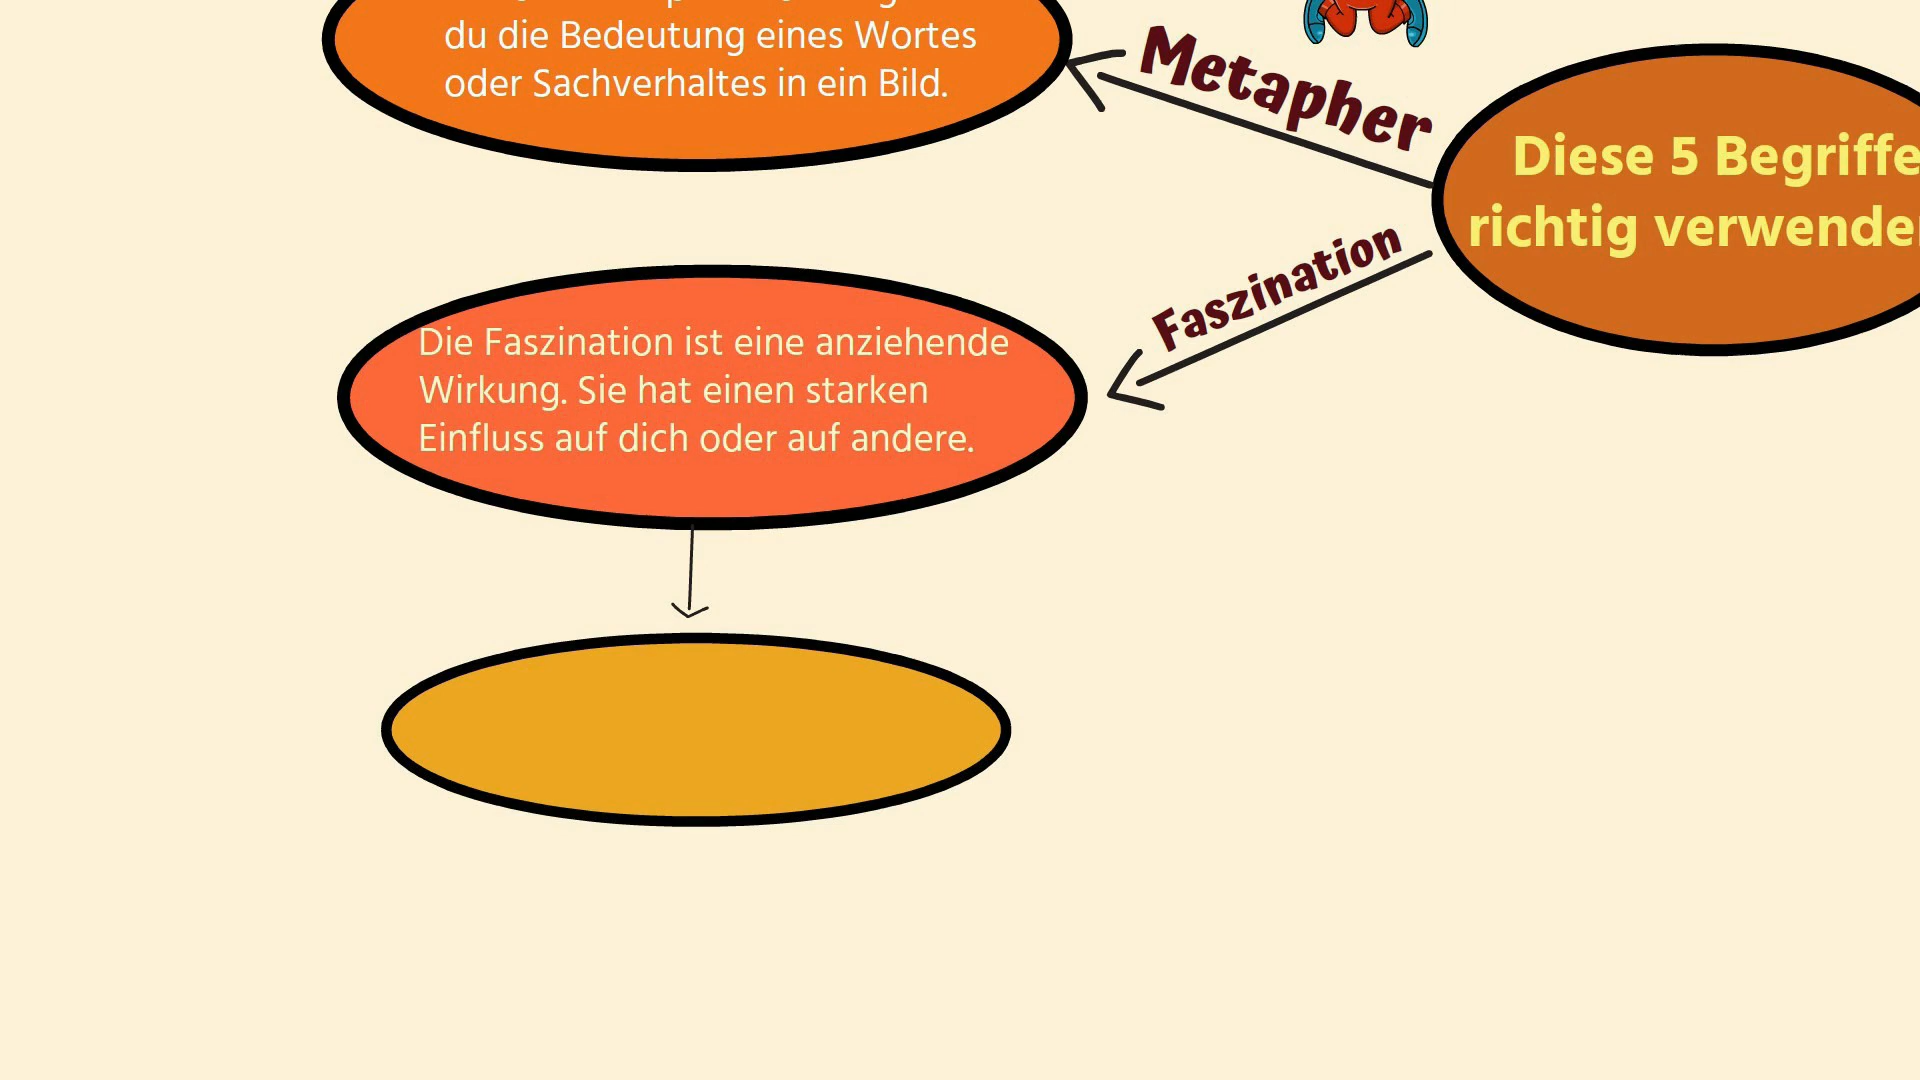 du die Bedeutung eines Wortes
oder Sachverhaltes in ein Bild.
Metapher
Diese 5 Begriffe
richtig
Faszination
Die Faszination ist eine anziehende
Wirkung. Sie hat einen starken
Einfluss auf dich oder auf andere.